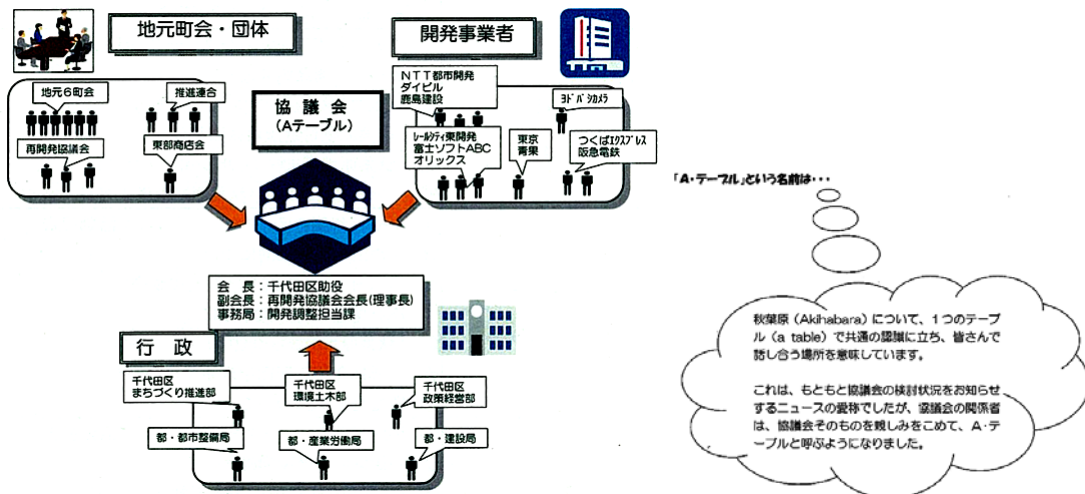 地元町会・団体
地元6町会
推進連合
再開発協議会
東部商店会
開発事業者
NTT都市開発
ダイビル
鹿島建設
ヨドバシカメラ
レールシティ東開発
富士ソフトABC
オリックス
東京
青果
つくばエクスプレス
阪急電鉄
協議会
(Aテーブル)
会 長：千代田区助役
副会長：再開発協議会会長(理事長)
事務局：開発調整担当課
行政
千代田区
まちづくり推進部
千代田区
環境土木部
千代田区
政策経営部
都・都市整備局
都・産業労働局
都・建設局
「A・テーブル」という名前は・・・
秋葉原（Akihabara）について、1つのテーブ
ル（a table）で共通の認識に立ち、皆さんで
話し合う場所を意味しています。
これは、もともと協議会の検討状況をお知らせ
するニュースの愛称でしたが、協議会の関係者
は、協議会そのものを親しみをこめて、A・テ
ーブルと呼ぶようになりました。